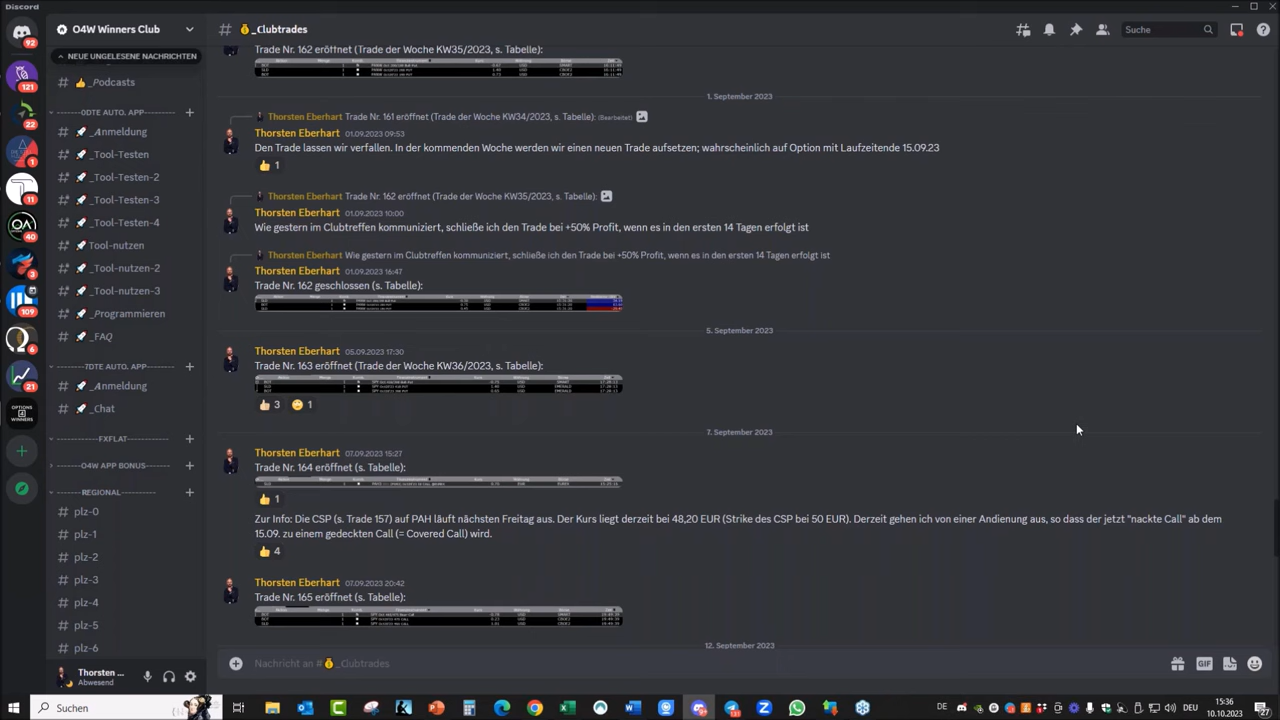 Discord
O4W Winners Club
_Clubtrades
Suche
92
NEUE UNGELESENE NACHRICHTEN
_Podcasts
----------0DTE AUTO. APP----------
_Anmeldung
_Tool-Testen
_Tool-Testen-2
_Tool-Testen-3
_Tool-Testen-4
Tool-nutzen
_Tool-nutzen-2
_Tool-nutzen-3
_Programmieren
_FAQ
----------7DTE AUTO. APP----------
_Anmeldung
_Chat
--------------FXFLAT--------------
---------O4W APP BONUS---------
------------REGIONAL------------
plz-0
plz-1
plz-2
plz-3
plz-4
plz-5
plz-6
121
22
1
11
40
3
109
6
21
OPTIONS
4
WINNERS
Thorsten ...
Abwesend
Trade Nr. 162 eröffnet (Trade der Woche KW35/2023, s. Tabelle):
1. September 2023
Thorsten Eberhart Trade Nr. 161 eröffnet (Trade der Woche KW34/2023, s. Tabelle): (Bearbeitet)
Thorsten Eberhart 01.09.2023 09:53
Den Trade lassen wir verfallen. In der kommenden Woche werden wir einen neuen Trade aufsetzen; wahrscheinlich auf Option mit Laufzeitende 15.09.23
1
Thorsten Eberhart Trade Nr. 162 eröffnet (Trade der Woche KW35/2023, s. Tabelle):
Thorsten Eberhart 01.09.2023 10:00
Wie gestern im Clubtreffen kommuniziert, schließe ich den Trade bei +50% Profit, wenn es in den ersten 14 Tagen erfolgt ist
Thorsten Eberhart Wie gestern im Clubtreffen kommuniziert, schließe ich den Trade bei +50% Profit, wenn es in den ersten 14 Tagen erfolgt ist
Thorsten Eberhart 01.09.2023 16:47
Trade Nr. 162 geschlossen (s. Tabelle):
5. September 2023
Thorsten Eberhart 05.09.2023 17:30
Trade Nr. 163 eröffnet (Trade der Woche KW36/2023, s. Tabelle):
3 1
7. September 2023
Thorsten Eberhart 07.09.2023 15:27
Trade Nr. 164 eröffnet (s. Tabelle):
1
Zur Info: Die CSP (s. Trade 157) auf PAH läuft nächsten Freitag aus. Der Kurs liegt derzeit bei 48,20 EUR (Strike des CSP bei 50 EUR). Derzeit gehen ich von einer Andienung aus, so dass der jetzt "nackte Call" ab dem
15.09. zu einem gedeckten Call (= Covered Call) wird.
4
Thorsten Eberhart 07.09.2023 20:42
Trade Nr. 165 eröffnet (s. Tabelle):
12. September 2023
Nachricht an #_Clubtrades
GIF
Suchen
DE
DEU
15:36
10.10.2023